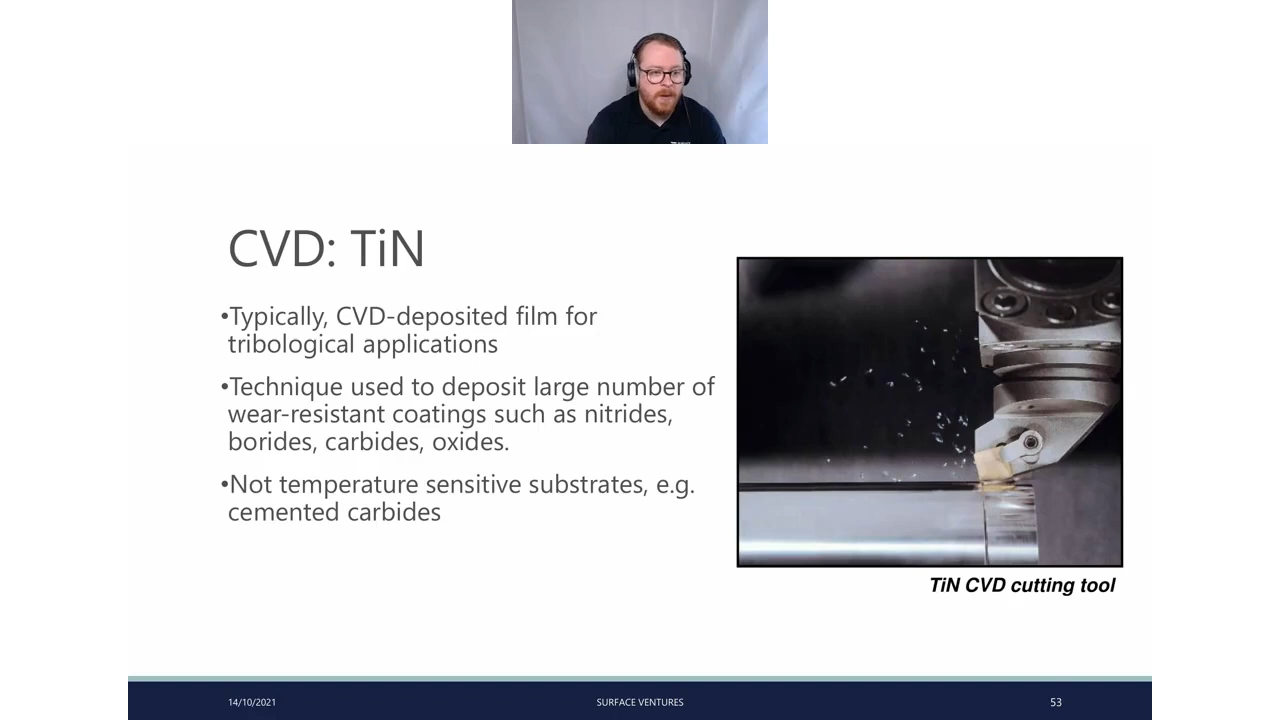 CVD: TiN
•Typically, CVD-deposited film for
tribological applications
•Technique used to deposit large number of
wear-resistant coatings such as nitrides,
borides, carbides, oxides.
•Not temperature sensitive substrates, e.g.
cemented carbides
TiN CVD cutting tool
14/10/2021
SURFACE VENTURES
53